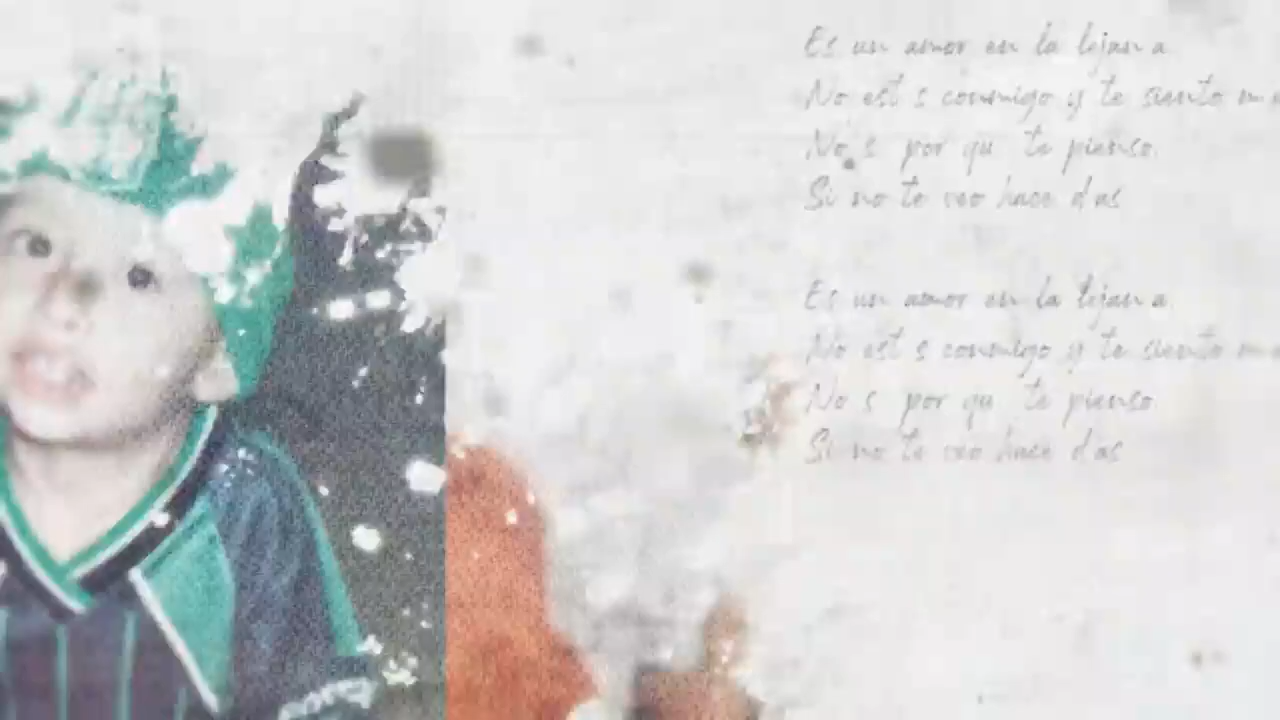 Es un amor en la lejan a
No est s conmigo y te siento m
No s por qu te pienso
Si no te veo hace d as
Es un amor en la lejan a
No est s conmigo y te siento m
No s por qu te pienso
Si no te veo hace d as